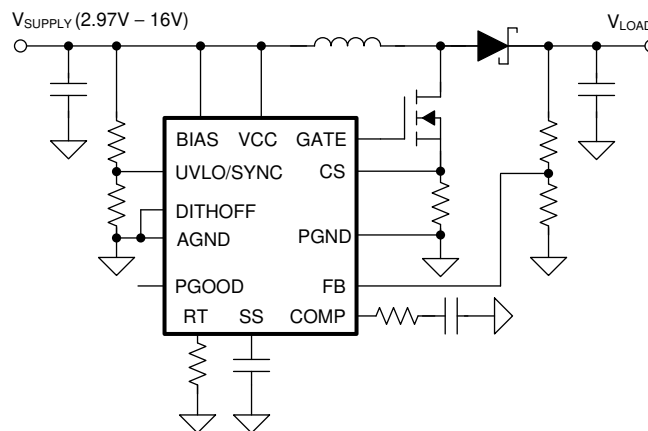 VSUPPLY (2.97V – 16V)
VLOAD
BIAS VCC GATE
UVLO/SYNC CS
DITHOFF
AGND PGND
PGOOD FB
RT SS COMP